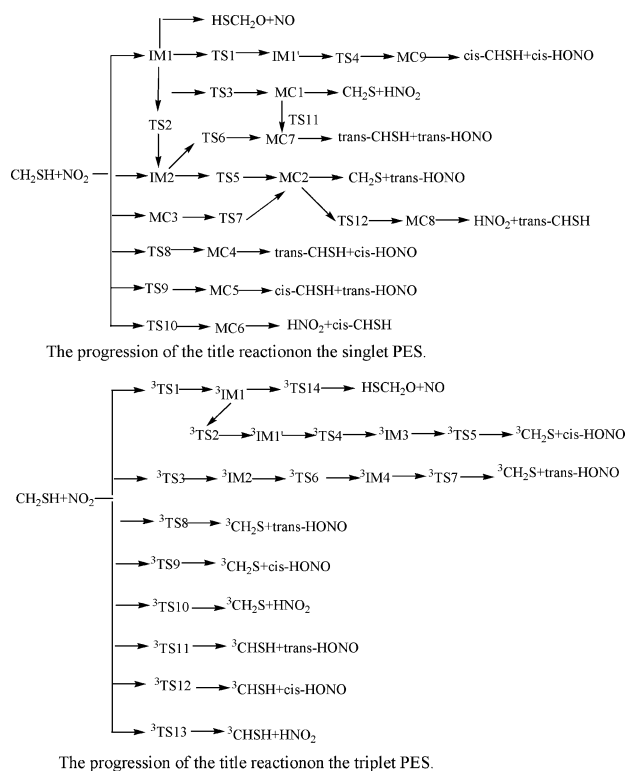 HSCH₂O+NO
IM1 TS1 IM1' TS4 MC9 cis-CHSH+cis-HONO
TS3 MC1 CH₂S+HNO₂
TS11
TS2
TS6 MC7 trans-CHSH+trans-HONO
CH₂SH+NO₂ IM2 TS5 MC2 CH₂S+trans-HONO
MC3 TS7 TS12 MC8 HNO₂+trans-CHSH
TS8 MC4 trans-CHSH+cis-HONO
TS9 MC5 cis-CHSH+trans-HONO
TS10 MC6 HNO₂+cis-CHSH
The progression of the title reactionon the singlet PES.
³TS1 ³IM1 ³TS14 HSCH₂O+NO
³TS2 ³IM1' ³TS4 ³IM3 ³TS5 ³CH₂S+cis-HONO
³TS3 ³IM2 ³TS6 ³IM4 ³TS7 ³CH₂S+trans-HONO
CH₂SH+NO₂
³TS8 ³CH₂S+trans-HONO
³TS9 ³CH₂S+cis-HONO
³TS10 ³CH₂S+HNO₂
³TS11 ³CHSH+trans-HONO
³TS12 ³CHSH+cis-HONO
³TS13 ³CHSH+HNO₂
The progression of the title reactionon the triplet PES.